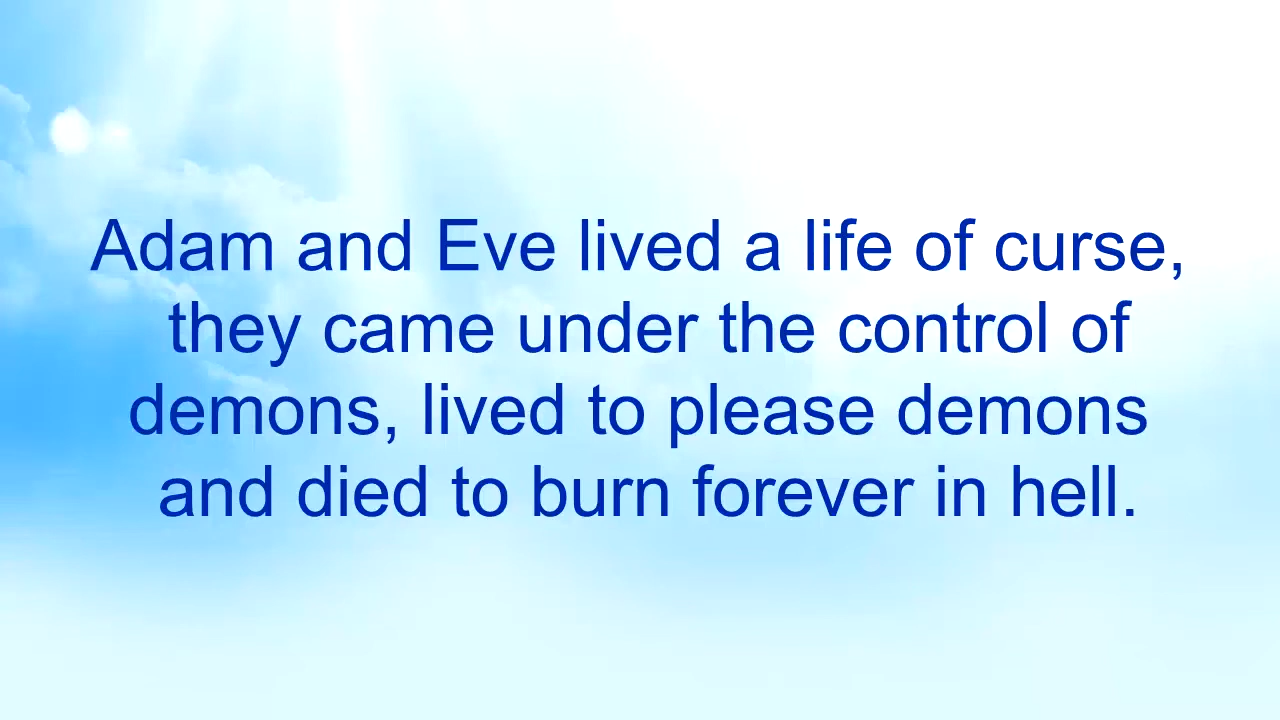 Adam and Eve lived a life of curse,
they came under the control of
demons, lived to please demons
and died to burn forever in hell.